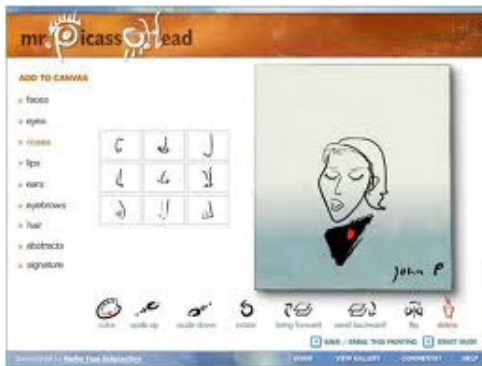 mr. Picasso Head
ADD TO CANVAS
faces
eyes
noses
lips
ears
eyebrows
hair
abstracts
signature
John P
color scale up scale down rotate bring forward send backward flip delete
SAVE / EMAIL THIS PAINTING START OVER
HOME VIEW GALLERY COMMENTS? HELP